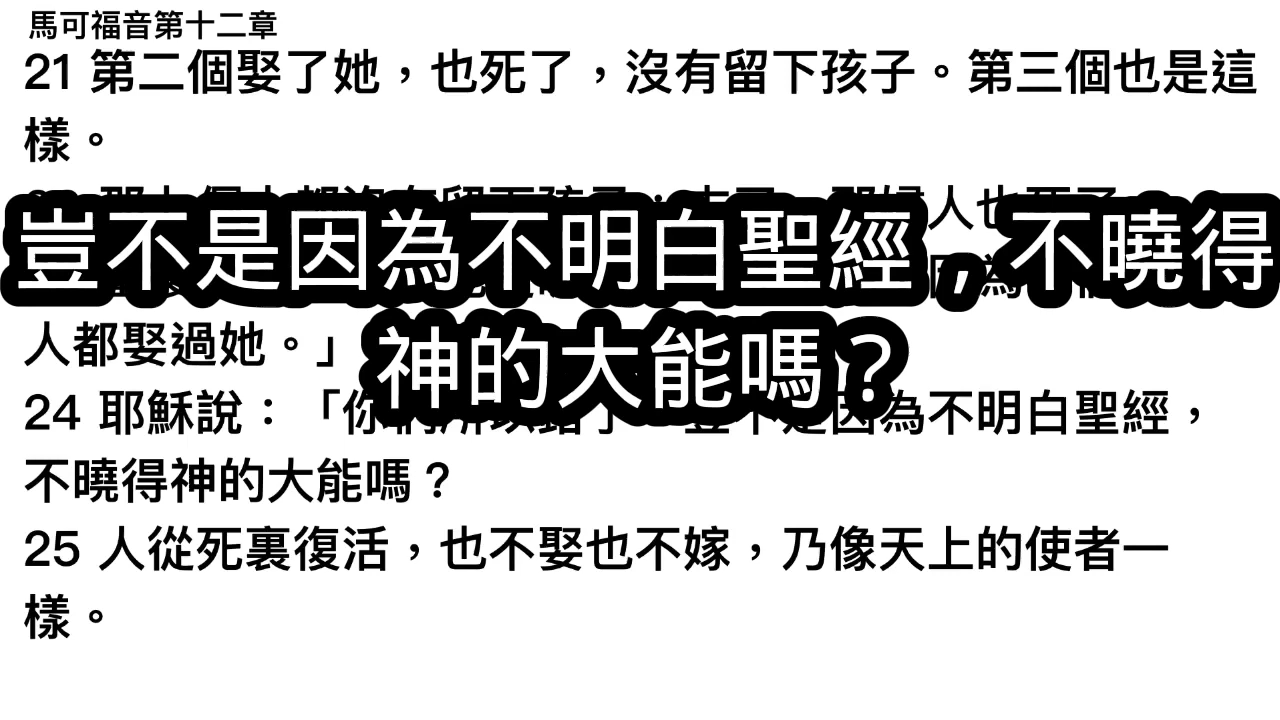 馬可福音第十二章
21 第二個娶了她,也死了,沒有留下孩子。第三個也是這
樣。
豈不是因為不明白聖經,不曉得
神的大能嗎?
人都娶過她。」
24 耶穌說:「你們所以錯了,豈不是因為不明白聖經,
不曉得神的大能嗎?
25 人從死裏復活,也不娶也不嫁,乃像天上的使者一
樣。